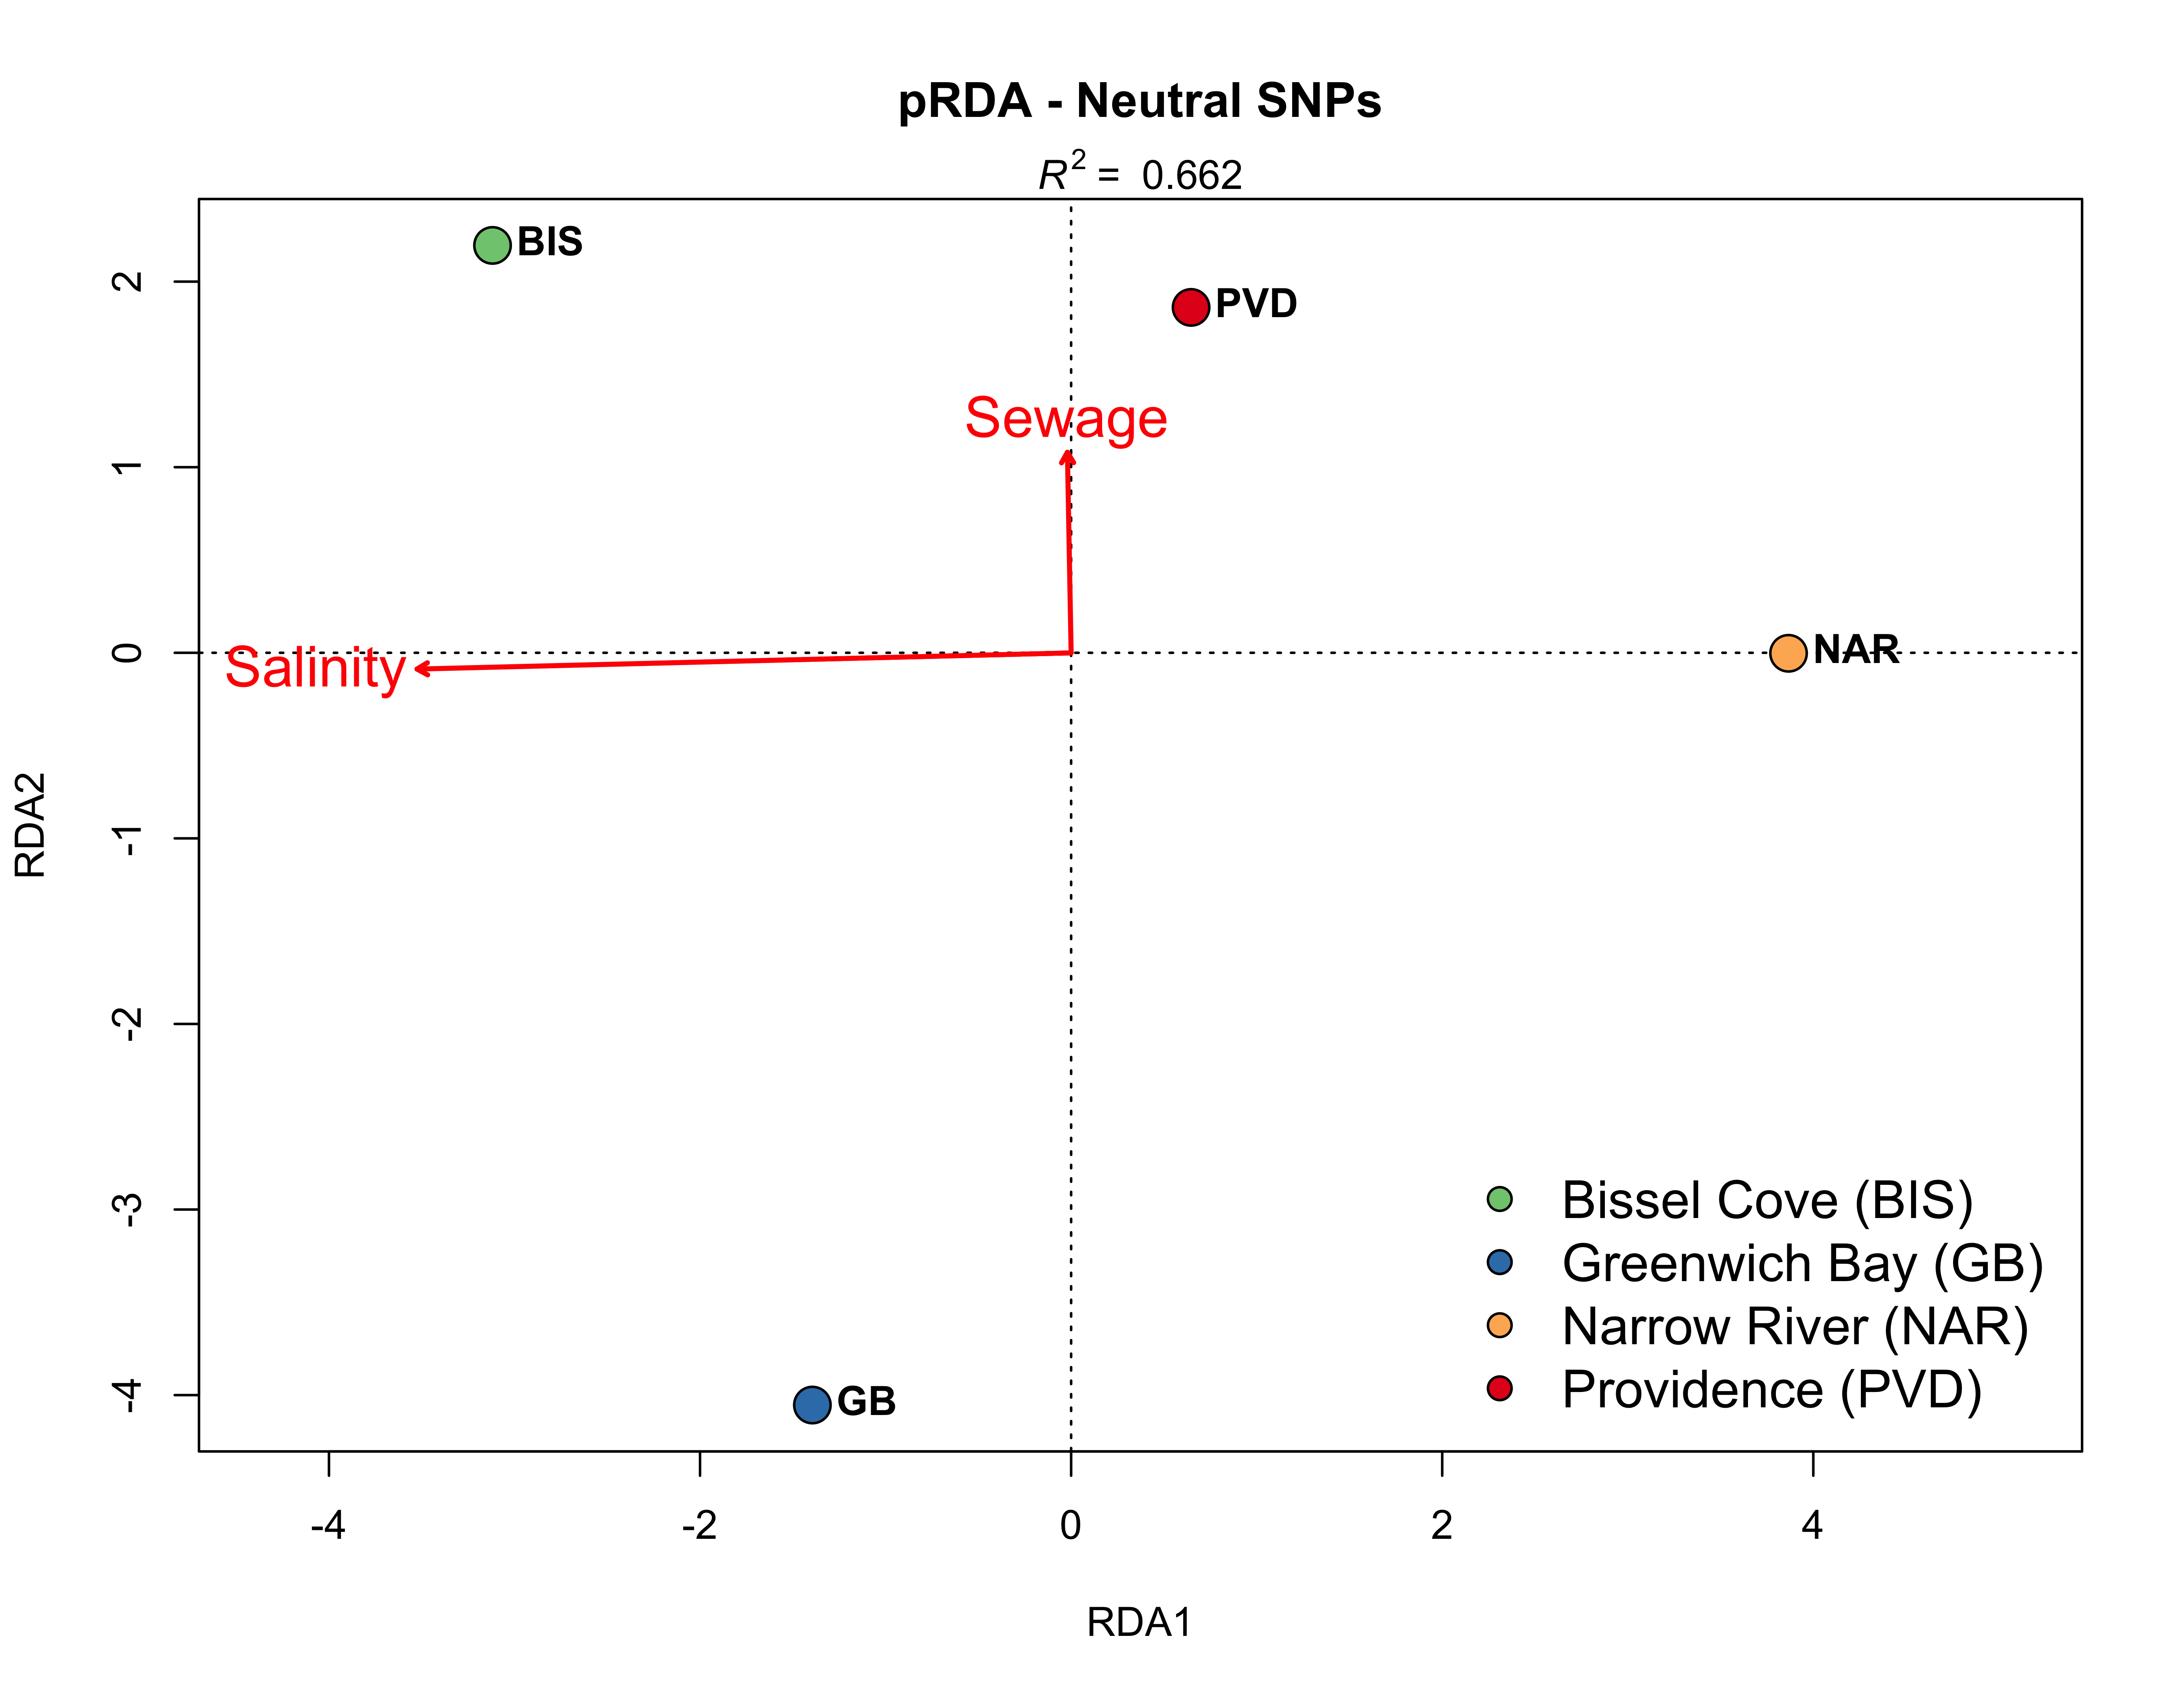 pRDA - Neutral SNPs
R² = 0.662
BIS
PVD
Sewage
Salinity
NAR
GB
2
1
0
-1
-2
-3
-4
RDA2
Bissel Cove (BIS)
Greenwich Bay (GB)
Narrow River (NAR)
Providence (PVD)
-4 -2 0 2 4
RDA1